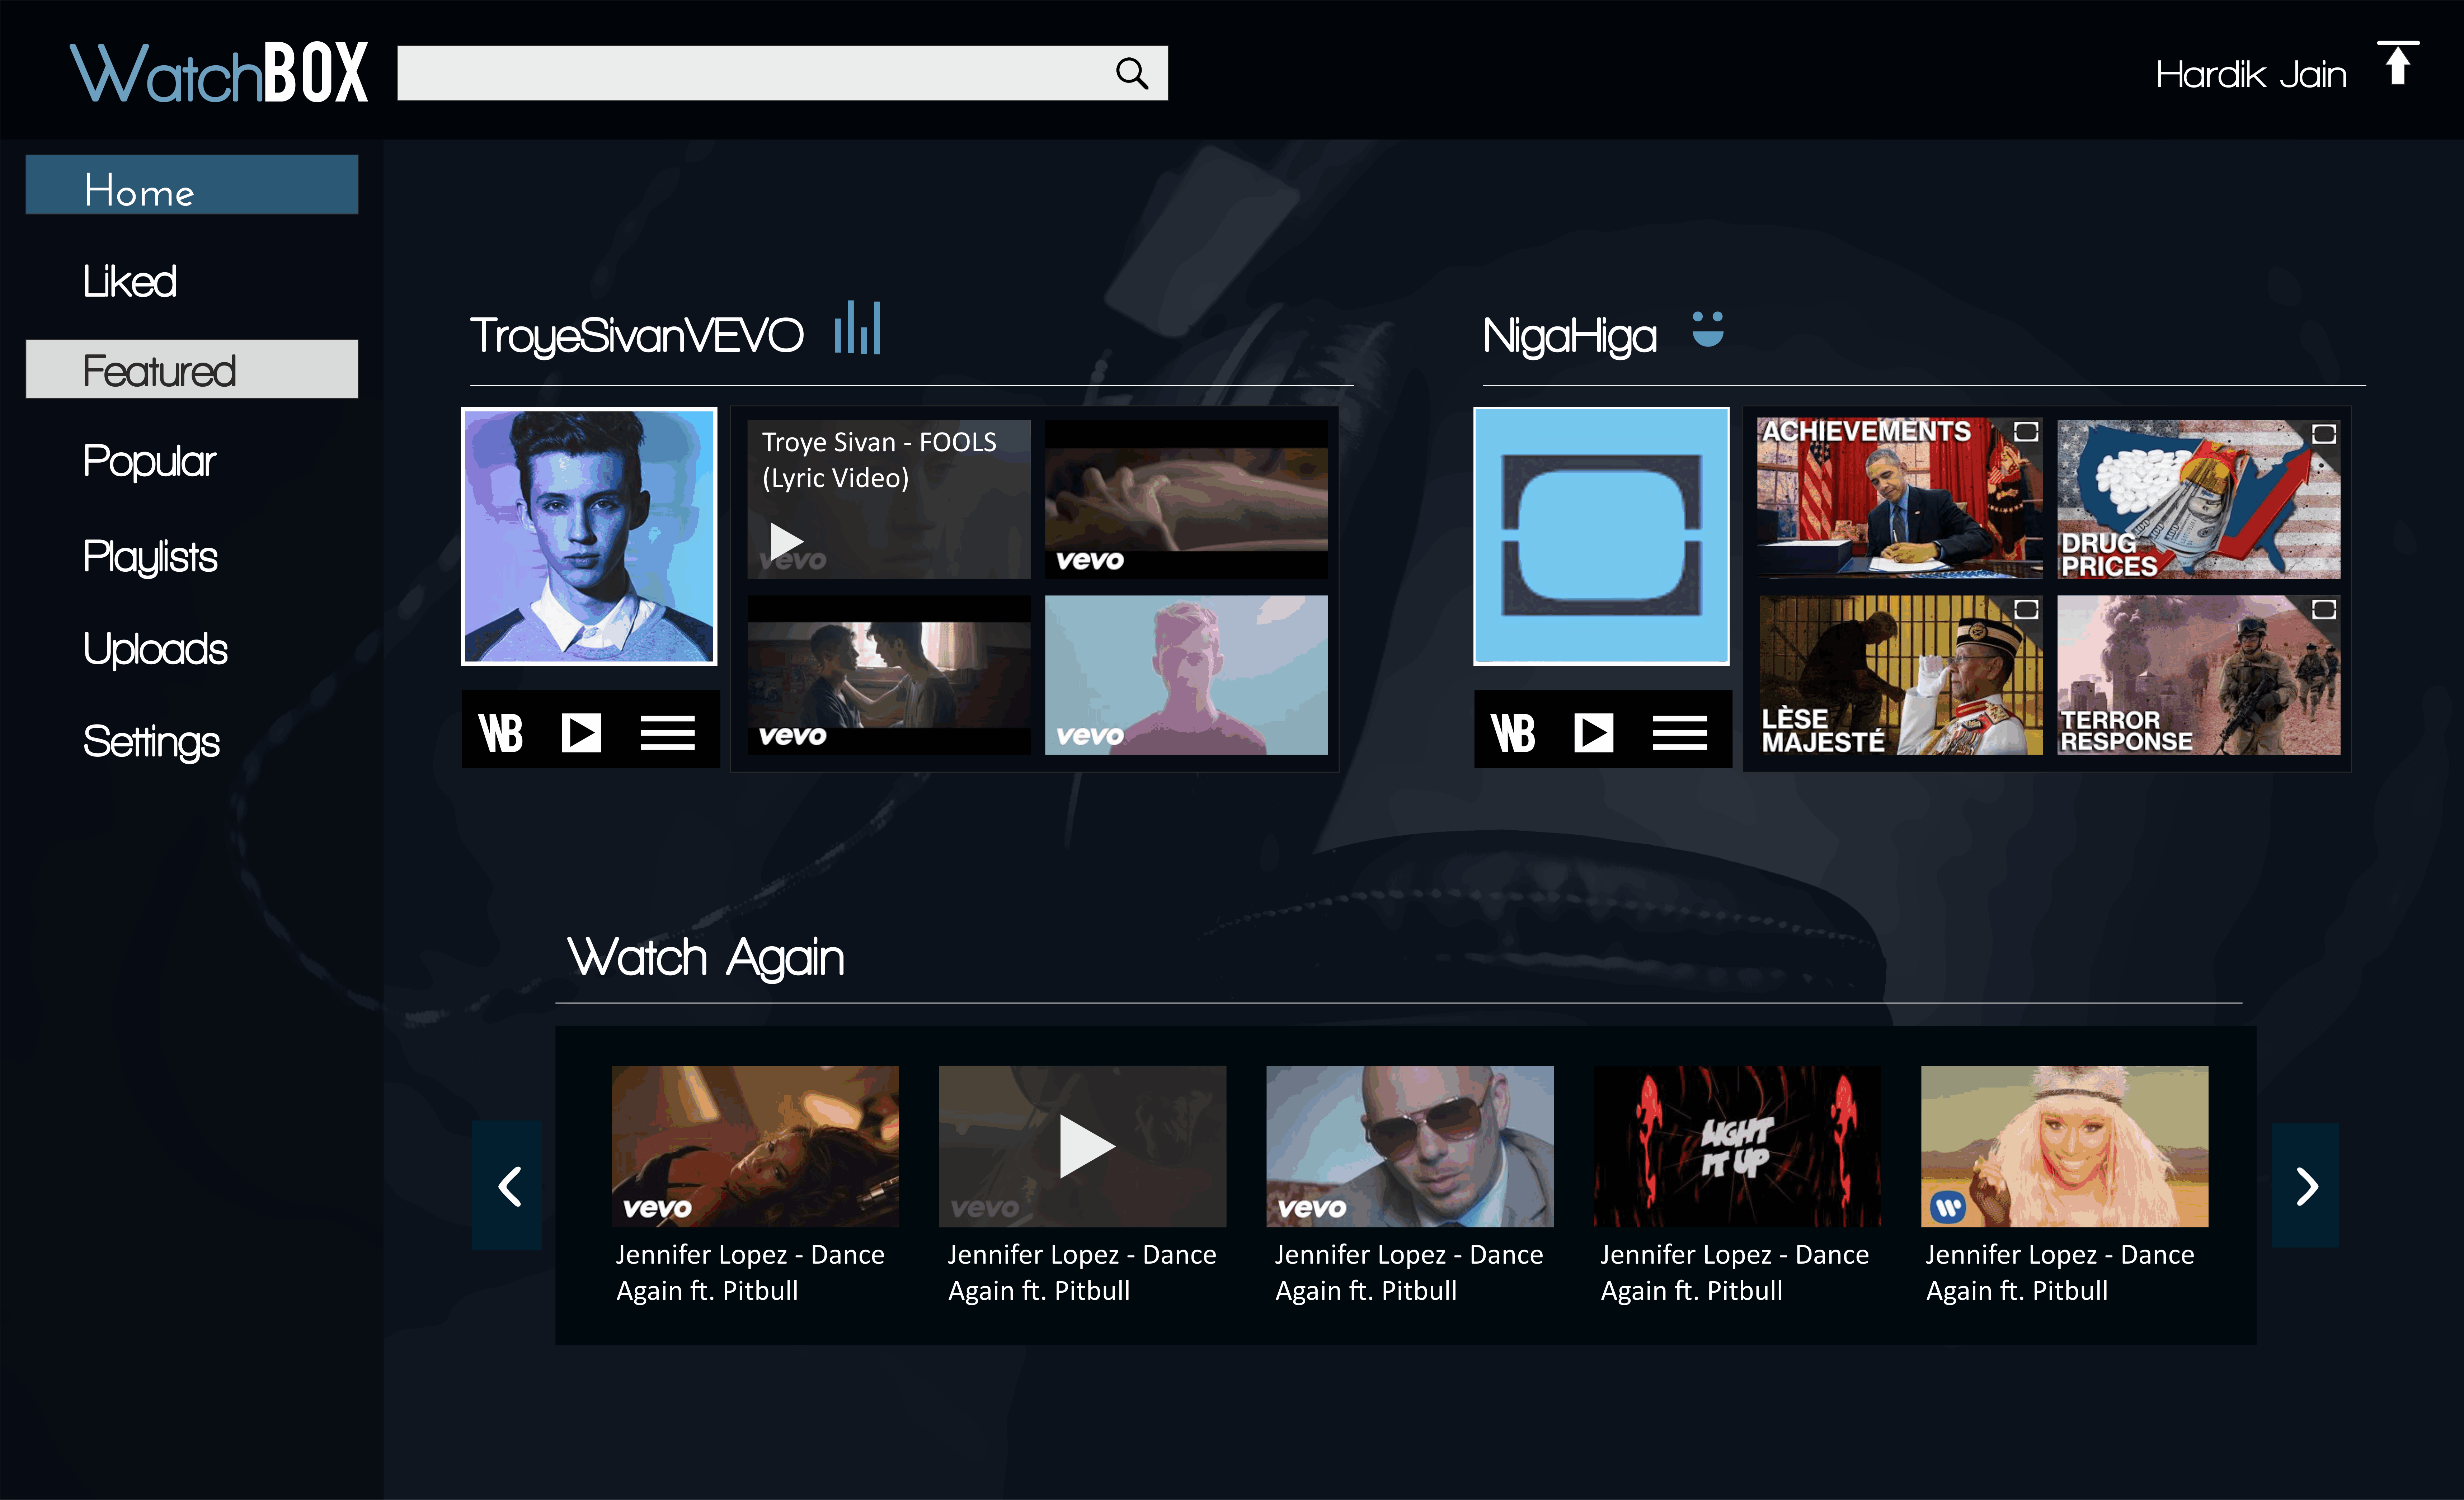 WatchBOX
Hardik Jain
Home
Liked
Featured
Popular
Playlists
Uploads
Settings
TroyeSivanVEVO
Troye Sivan - FOOLS
(Lyric Video)
vevo
vevo
vevo
vevo
WB
NigaHiga
ACHIEVEMENTS
DRUG
PRICES
LÈSE
MAJESTÉ
TERROR
RESPONSE
WB
Watch Again
vevo
Jennifer Lopez - Dance
Again ft. Pitbull
vevo
Jennifer Lopez - Dance
Again ft. Pitbull
vevo
Jennifer Lopez - Dance
Again ft. Pitbull
LIGHT
IT UP
Jennifer Lopez - Dance
Again ft. Pitbull
Jennifer Lopez - Dance
Again ft. Pitbull